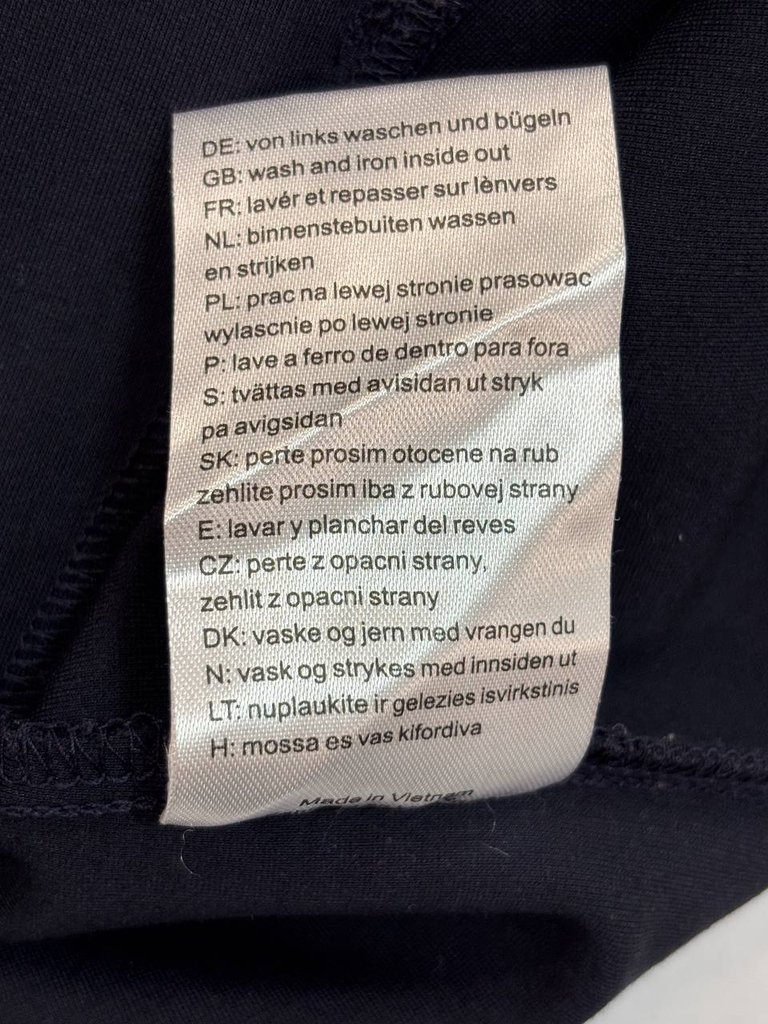 DE: von links waschen und bügeln
GB: wash and iron inside out
FR: lavér et repasser sur lènvers
NL: binnenstebuiten wassen
en strijken
PL: prac na lewej stronie prasowac
wylascnie po lewej stronie
P: lave a ferro de dentro para fora
S: tvättas med avisidan ut stryk
pa avigsidan
SK: perte prosim otocene na rub
zehlite prosim iba z rubovej strany
E: lavar y planchar del reves
CZ: perte z opacni strany,
zehlit z opacni strany
DK: vaske og jern med vrangen du
N: vask og strykes med innsiden ut
LT: nuplaukite ir gelezies isvirkstinis
H: mossa es vas kifordiva
Made in Vietnam